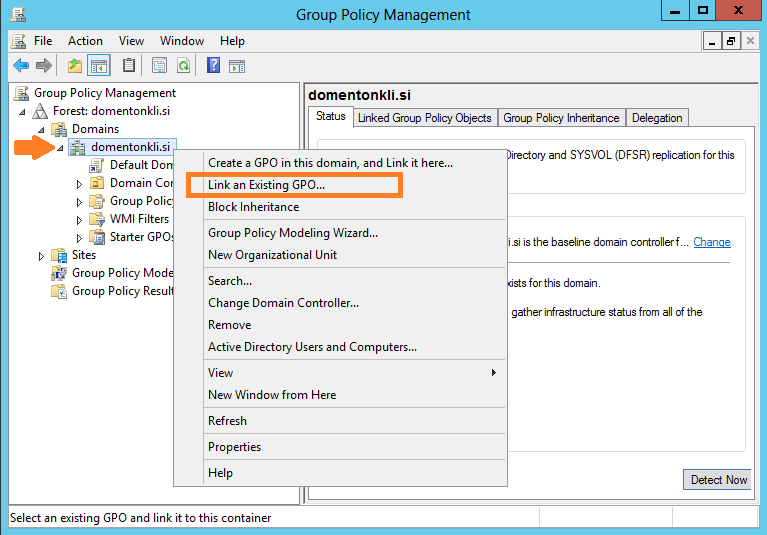 Group Policy Management
File Action View Window Help
Group Policy Management
Forest: domentonkli.si
Domains
domentonkli.si
Default Dom
Domain Con
Group Policy
WMI Filters
Starter GPOs
Sites
Group Policy Mode
Group Policy Result
domentonkli.si
Status Linked Group Policy Objects Group Policy Inheritance Delegation
Directory and SYSVOL (DFSR) replication for this
i.si is the baseline domain controller f... Change
xists for this domain.
gather infrastructure status from all of the
Detect Now
Create a GPO in this domain, and Link it here...
Link an Existing GPO...
Block Inheritance
Group Policy Modeling Wizard...
New Organizational Unit
Search...
Change Domain Controller...
Remove
Active Directory Users and Computers...
View
New Window from Here
Refresh
Properties
Help
Select an existing GPO and link it to this container